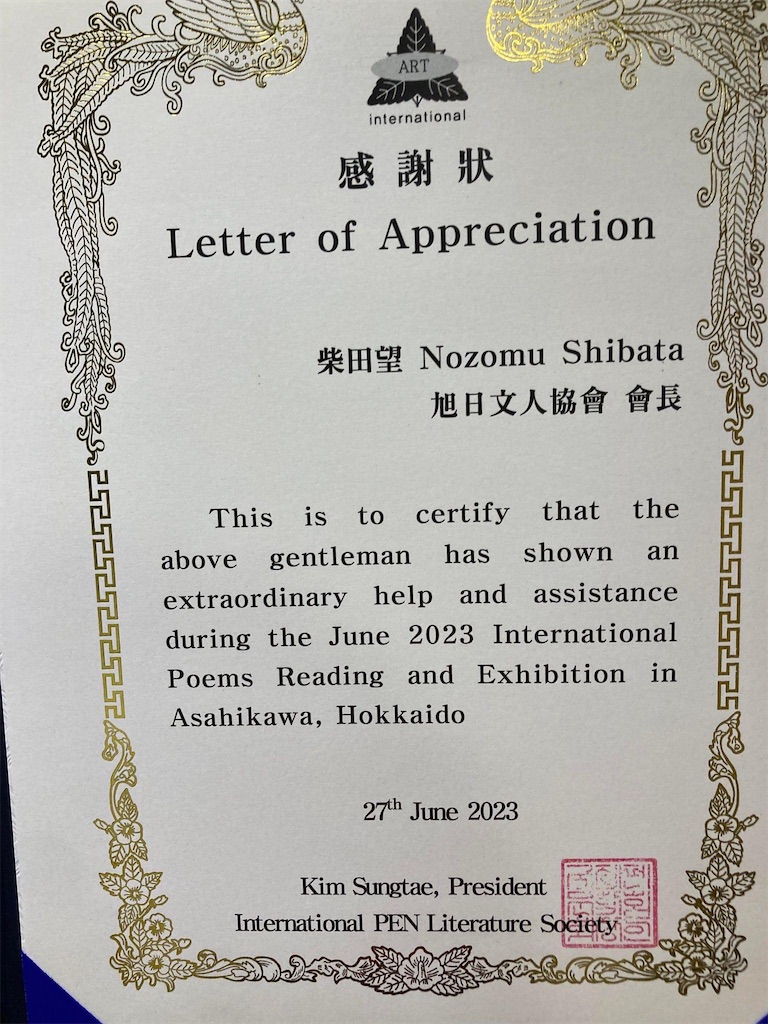 ART
international
感謝狀
Letter of Appreciation
柴田望 Nozomu Shibata
旭日文人協會 會長
This is to certify that the
above gentleman has shown an
extraordinary help and assistance
during the June 2023 International
Poems Reading and Exhibition in
Asahikawa, Hokkaido
27th June 2023
Kim Sungtae, President
International PEN Literature Society